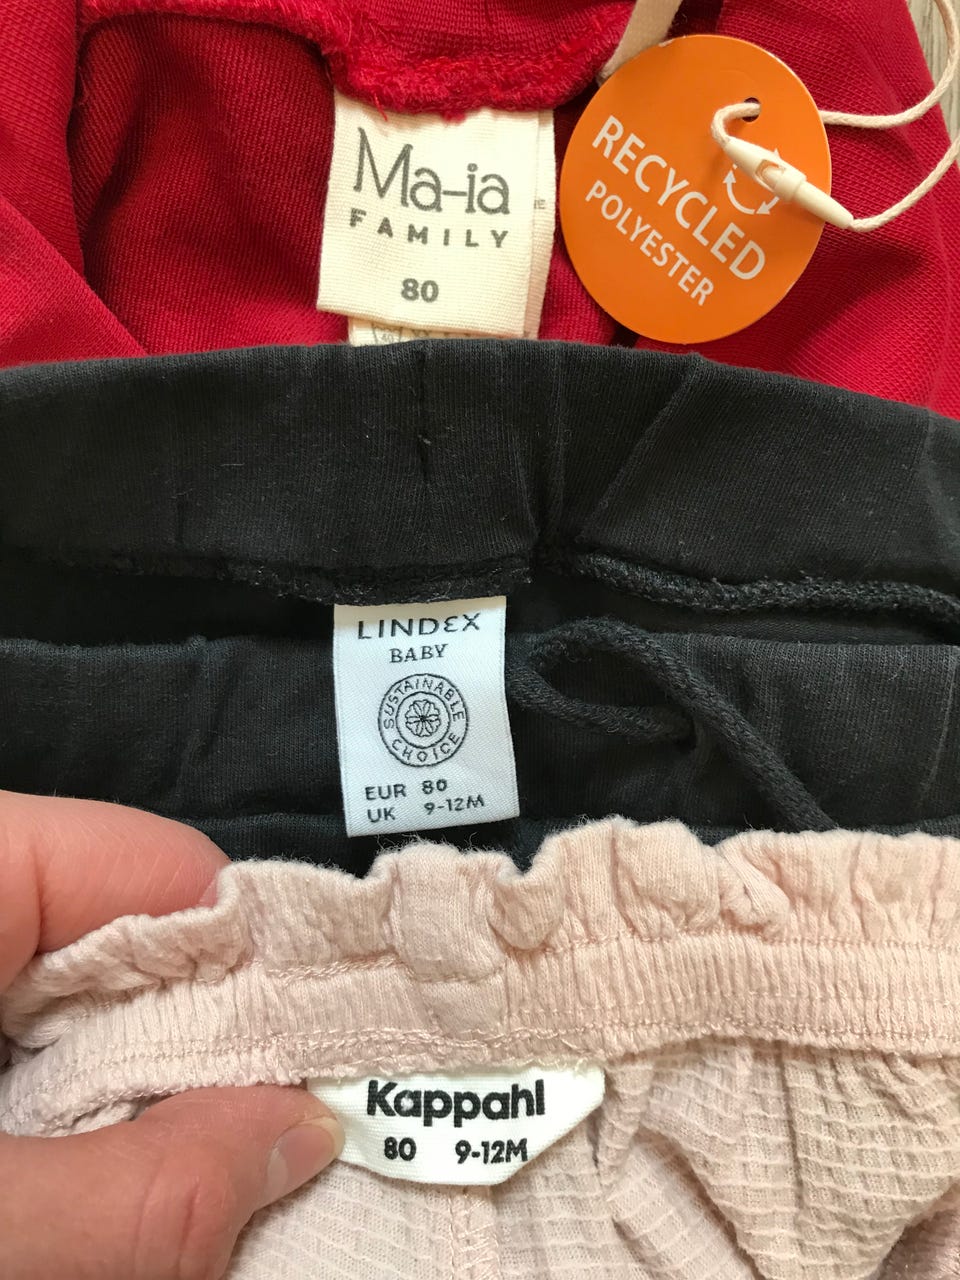 Ma-ia
FAMILY
80
RECYCLED
POLYESTER
LINDEX
BABY
SUSTAINABLE
CHOICE
EUR 80
UK 9-12M
Kappahl
80 9-12M